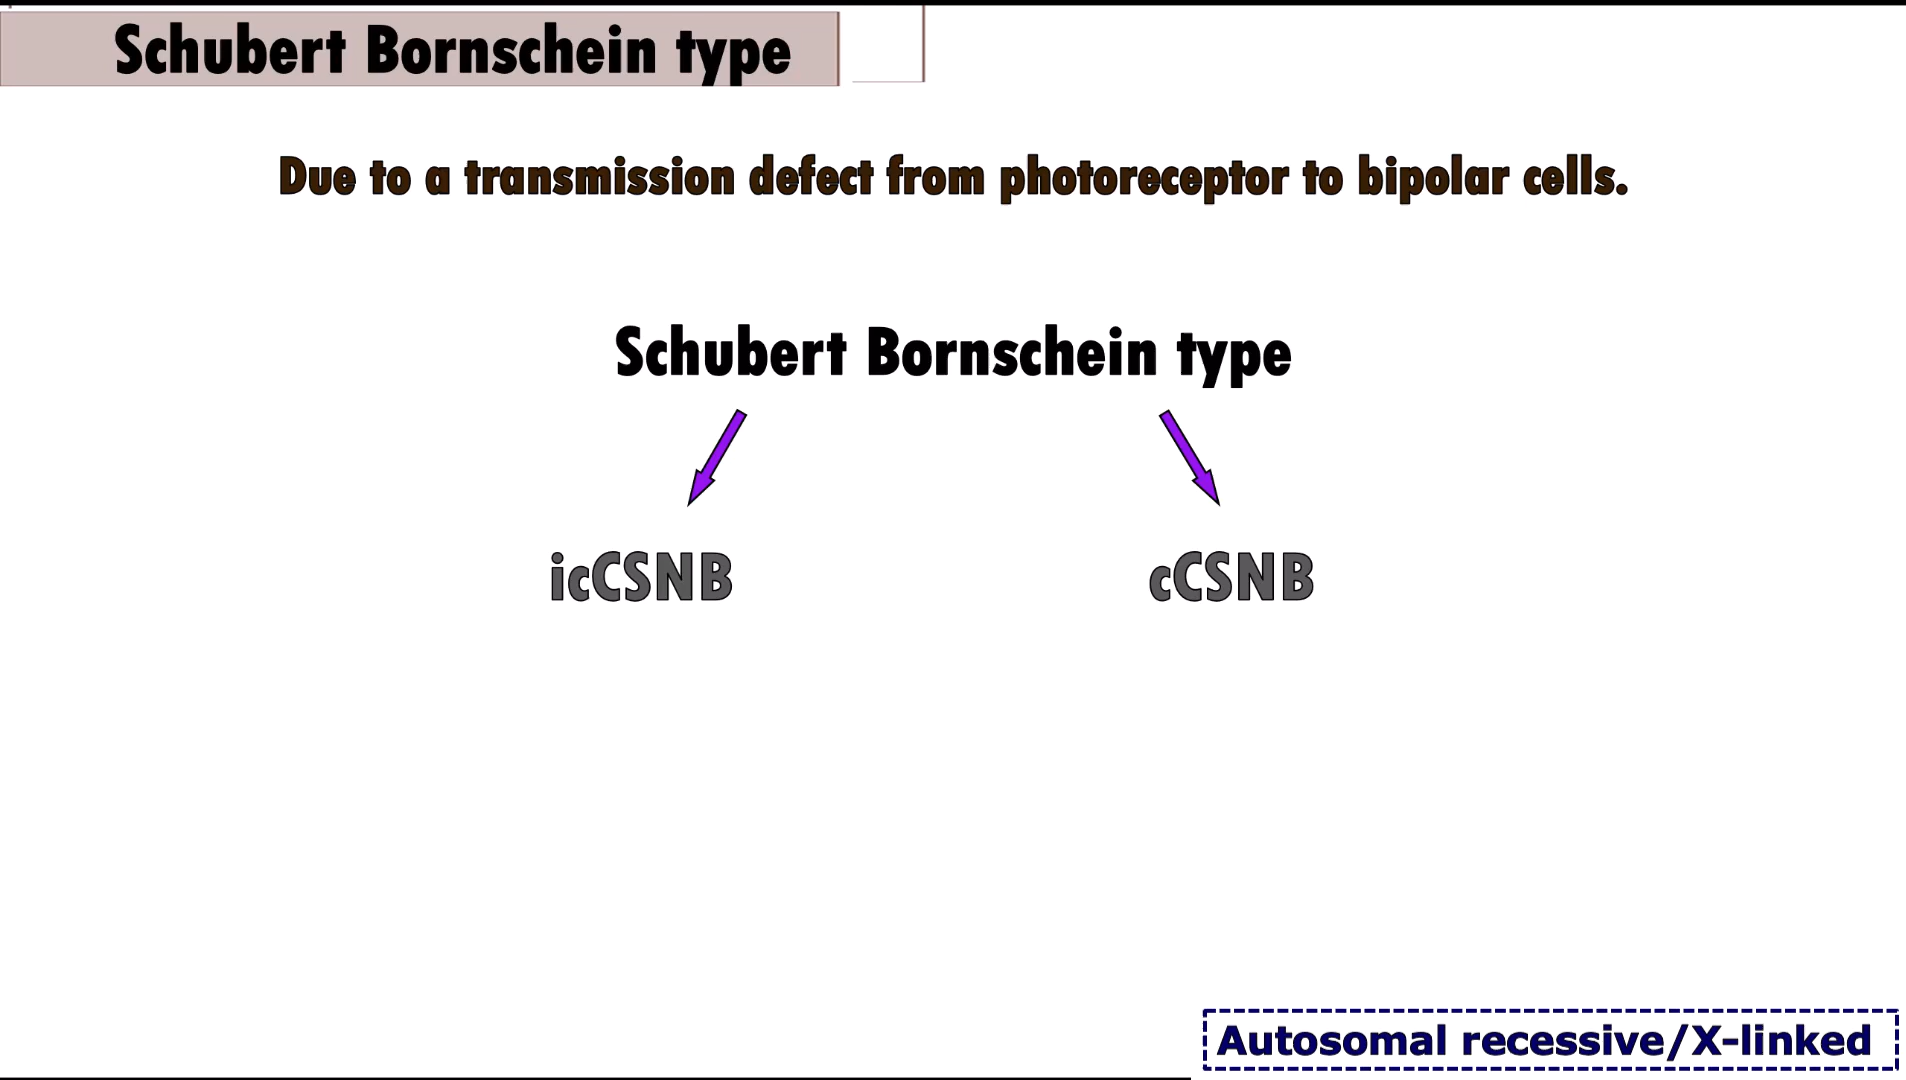 Schubert Bornschein type
Due to a transmission defect from photoreceptor to bipolar cells.
Schubert Bornschein type
icCSNB
cCSNB
Autosomal recessive/X-linked